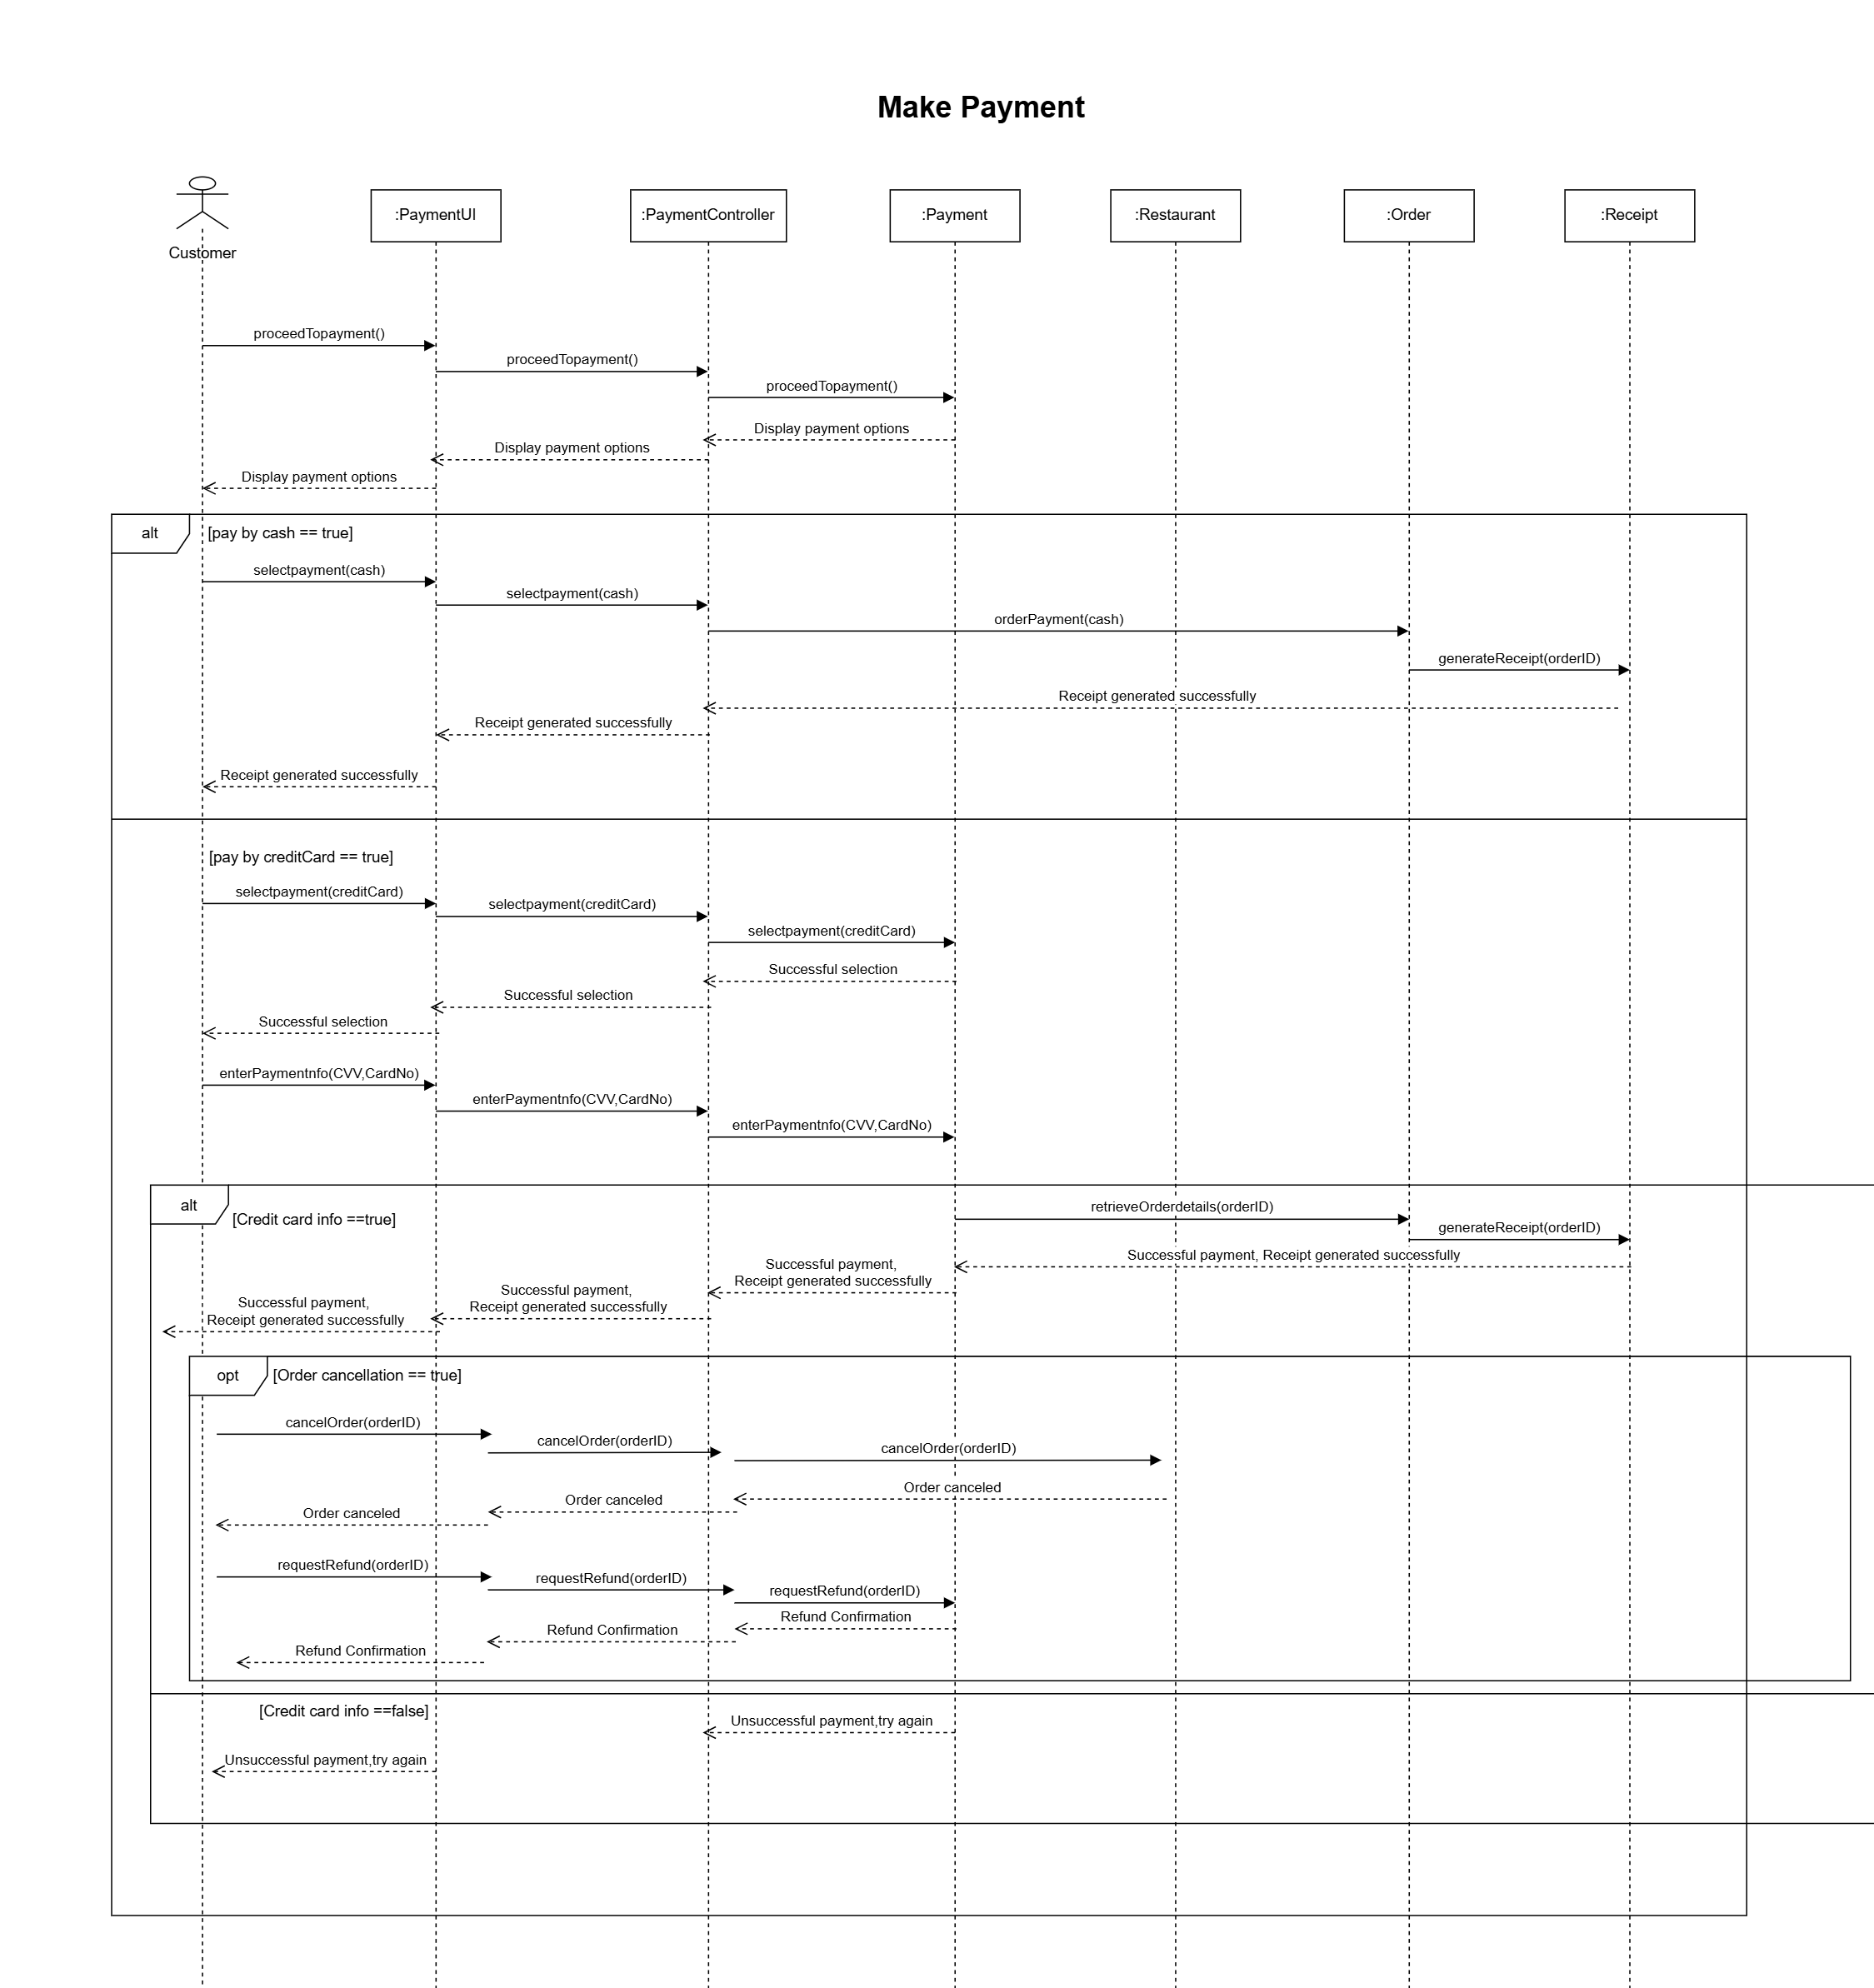 Make Payment
Customer
:PaymentUI
:PaymentController
:Payment
:Restaurant
:Order
:Receipt
proceedTopayment()
proceedTopayment()
proceedTopayment()
Display payment options
Display payment options
Display payment options
alt
[pay by cash == true]
selectpayment(cash)
selectpayment(cash)
orderPayment(cash)
generateReceipt(orderID)
Receipt generated successfully
Receipt generated successfully
Receipt generated successfully
[pay by creditCard == true]
selectpayment(creditCard)
selectpayment(creditCard)
selectpayment(creditCard)
Successful selection
Successful selection
Successful selection
enterPaymentnfo(CVV,CardNo)
enterPaymentnfo(CVV,CardNo)
enterPaymentnfo(CVV,CardNo)
alt
[Credit card info ==true]
retrieveOrderdetails(orderID)
generateReceipt(orderID)
Successful payment, Receipt generated successfully
Successful payment,
Receipt generated successfully
Successful payment,
Receipt generated successfully
Successful payment,
Receipt generated successfully
opt
[Order cancellation == true]
cancelOrder(orderID)
cancelOrder(orderID)
cancelOrder(orderID)
Order canceled
Order canceled
Order canceled
requestRefund(orderID)
requestRefund(orderID)
requestRefund(orderID)
Refund Confirmation
Refund Confirmation
Refund Confirmation
[Credit card info ==false]
Unsuccessful payment,try again
Unsuccessful payment,try again